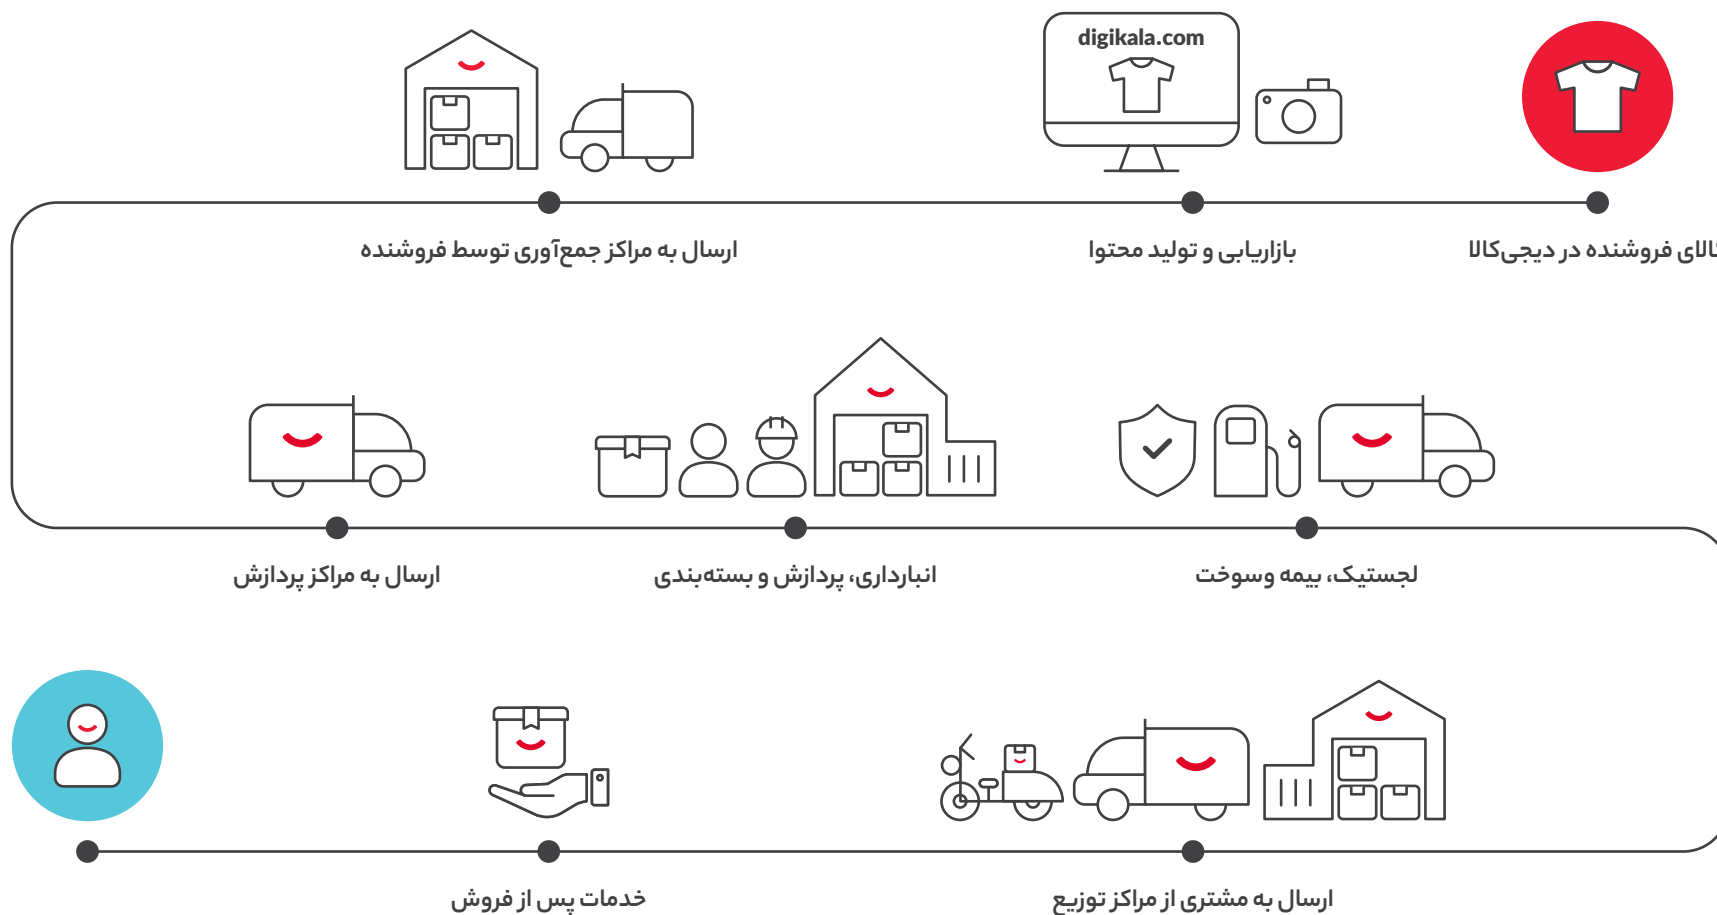 digikala.com
کالای فروشنده در دیجی‌کالا
بازاریابی و تولید محتوا
ارسال به مراکز جمع‌آوری توسط فروشنده
ارسال به مراکز پردازش
انبارداری، پردازش و بسته‌بندی
لجستیک، بیمه وسوخت
ارسال به مشتری از مراکز توزیع
خدمات پس از فروش